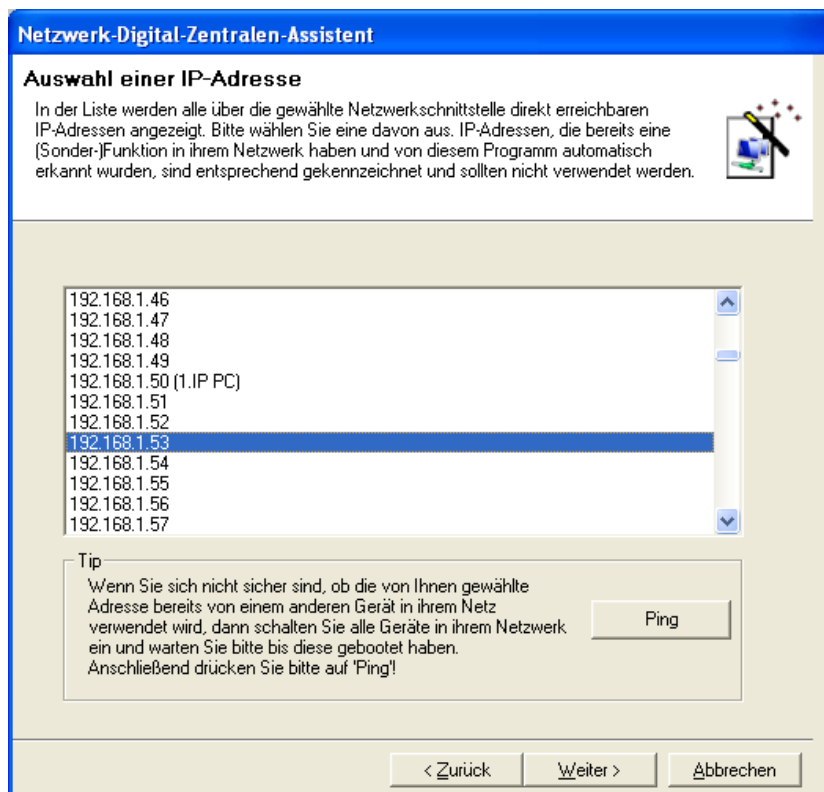 Netzwerk-Digital-Zentralen-Assistent
Auswahl einer IP-Adresse
In der Liste werden alle über die gewählte Netzwerkschnittstelle direkt erreichbaren
IP-Adressen angezeigt. Bitte wählen Sie eine davon aus. IP-Adressen, die bereits eine
(Sonder-)Funktion in ihrem Netzwerk haben und von diesem Programm automatisch
erkannt wurden, sind entsprechend gekennzeichnet und sollten nicht verwendet werden.
192.168.1.46
192.168.1.47
192.168.1.48
192.168.1.49
192.168.1.50 (1.IP PC)
192.168.1.51
192.168.1.52
192.168.1.53
192.168.1.54
192.168.1.55
192.168.1.56
192.168.1.57
Tip
Wenn Sie sich nicht sicher sind, ob die von Ihnen gewählte
Adresse bereits von einem anderen Gerät in ihrem Netz
verwendet wird, dann schalten Sie alle Geräte in ihrem Netzwerk
ein und warten Sie bitte bis diese gebootet haben.
Anschließend drücken Sie bitte auf 'Ping'!
Ping
< Zurück
Weiter >
Abbrechen